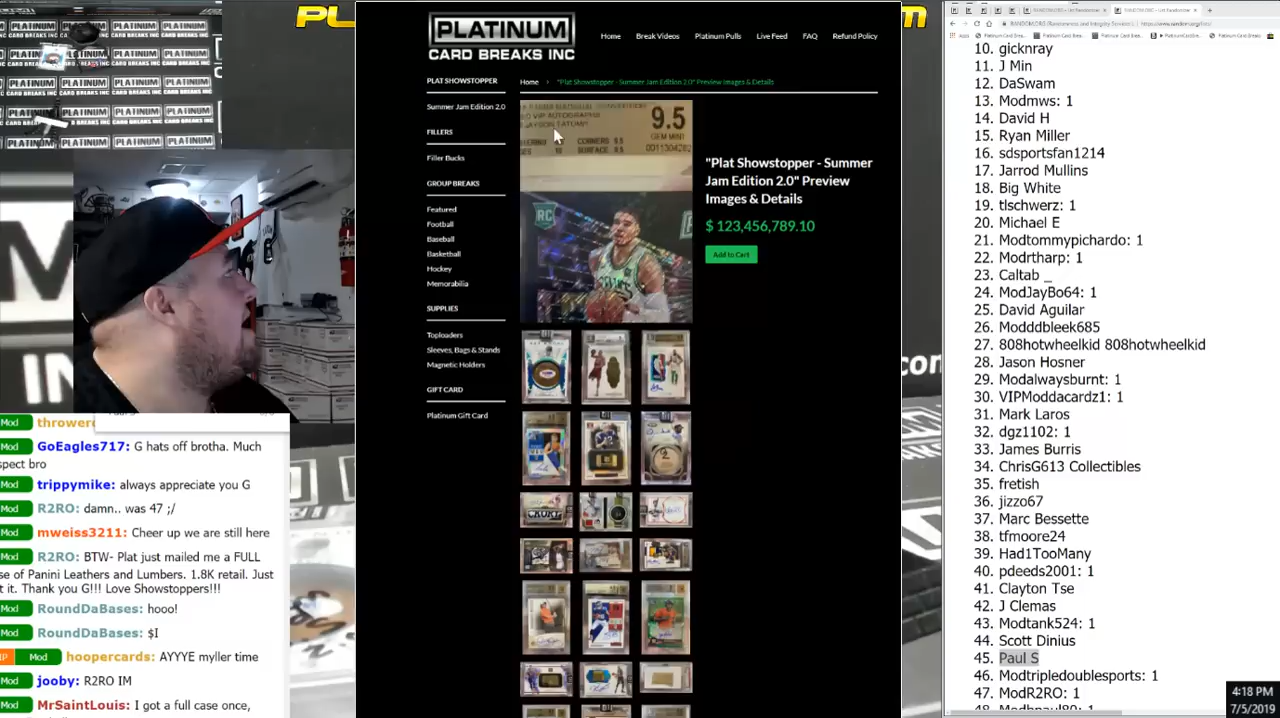 PLATINUM
CARD BREAKS INC
Home
Break Videos
Platinum Pulls
Live Feed
FAQ
Refund Policy
PLAT SHOWSTOPPER
Summer Jam Edition 2.0
FILLERS
Filler Bucks
GROUP BREAKS
Featured
Football
Baseball
Basketball
Hockey
Memorabilia
SUPPLIES
Toploaders
Sleeves, Bags & Stands
Magnetic Holders
GIFT CARD
Platinum Gift Card
Home › "Plat Showstopper - Summer Jam Edition 2.0" Preview Images & Details
9.5
GEM MINT
CORNERS 9.5
SURFACE 9.5
RC
"Plat Showstopper - Summer
Jam Edition 2.0" Preview
Images & Details
$ 123,456,789.10
Add to Cart
Mod
GoEagles717: G hats off brotha. Much
spect bro
Mod trippymike: always appreciate you G
Mod R2RO: damn.. was 47 ;/
Mod mweiss3211: Cheer up we are still here
Mod R2RO: BTW- Plat just mailed me a FULL
se of Panini Leathers and Lumbers. 1.8K retail. Just
t it. Thank you G!!! Love Showstoppers!!!
Mod RoundDaBases: hooo!
Mod RoundDaBases: $I
Mod hoopercards: AYYYE myller time
Mod jooby: R2RO IM
Mod MrSaintLouis: I got a full case once,
10. gicknray
11. J Min
12. DaSwam
13. Modmws: 1
14. David H
15. Ryan Miller
16. sdsportsfan1214
17. Jarrod Mullins
18. Big White
19. tlschwerz: 1
20. Michael E
21. Modtommypichardo: 1
22. Modrtharp: 1
23. Caltab _
24. ModJayBo64: 1
25. David Aguilar
26. Modddbleek685
27. 808hotwheelkid 808hotwheelkid
28. Jason Hosner
29. Modalwaysburnt: 1
30. VIPModdacardz1: 1
31. Mark Laros
32. dgz1102: 1
33. James Burris
34. ChrisG613 Collectibles
35. fretish
36. jizzo67
37. Marc Bessette
38. tfmoore24
39. Had1TooMany
40. pdeeds2001: 1
41. Clayton Tse
42. J Clemas
43. Modtank524: 1
44. Scott Dinius
45. Paul S
46. Modtripledoublesports: 1
47. ModR2RO: 1
4:18 PM
7/5/2019